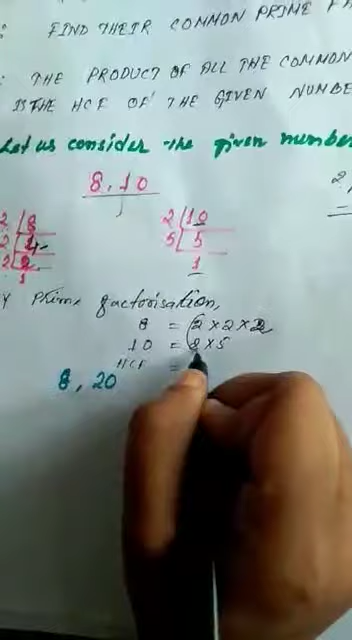 FIND THEIR COMMON PRIME
THE PRODUCT OF ALL THE COMMON
IS THE HCF OF THE GIVEN NUMBE
Let us consider the given number
8, 10
2,
2 | 8
2 | 4
2 | 2
1
2 | 10
5 | 5
1
y Prime factorisation,
8 = 2 × 2 × 2
10 = 2 × 5
HCF =
8, 20